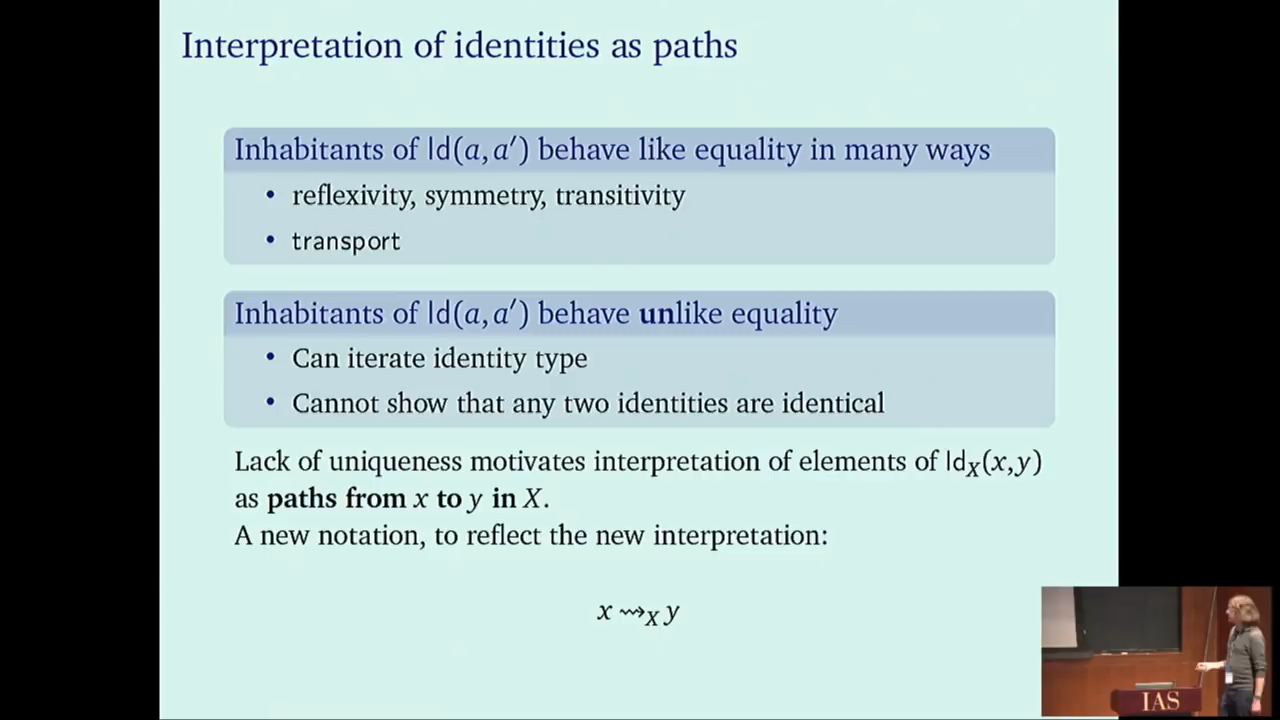 Interpretation of identities as paths
Inhabitants of Id(a, a′) behave like equality in many ways
• reflexivity, symmetry, transitivity
• transport
Inhabitants of Id(a, a′) behave unlike equality
• Can iterate identity type
• Cannot show that any two identities are identical
Lack of uniqueness motivates interpretation of elements of Id_X(x,y)
as paths from x to y in X.
A new notation, to reflect the new interpretation:
x ⇝_X y
IAS